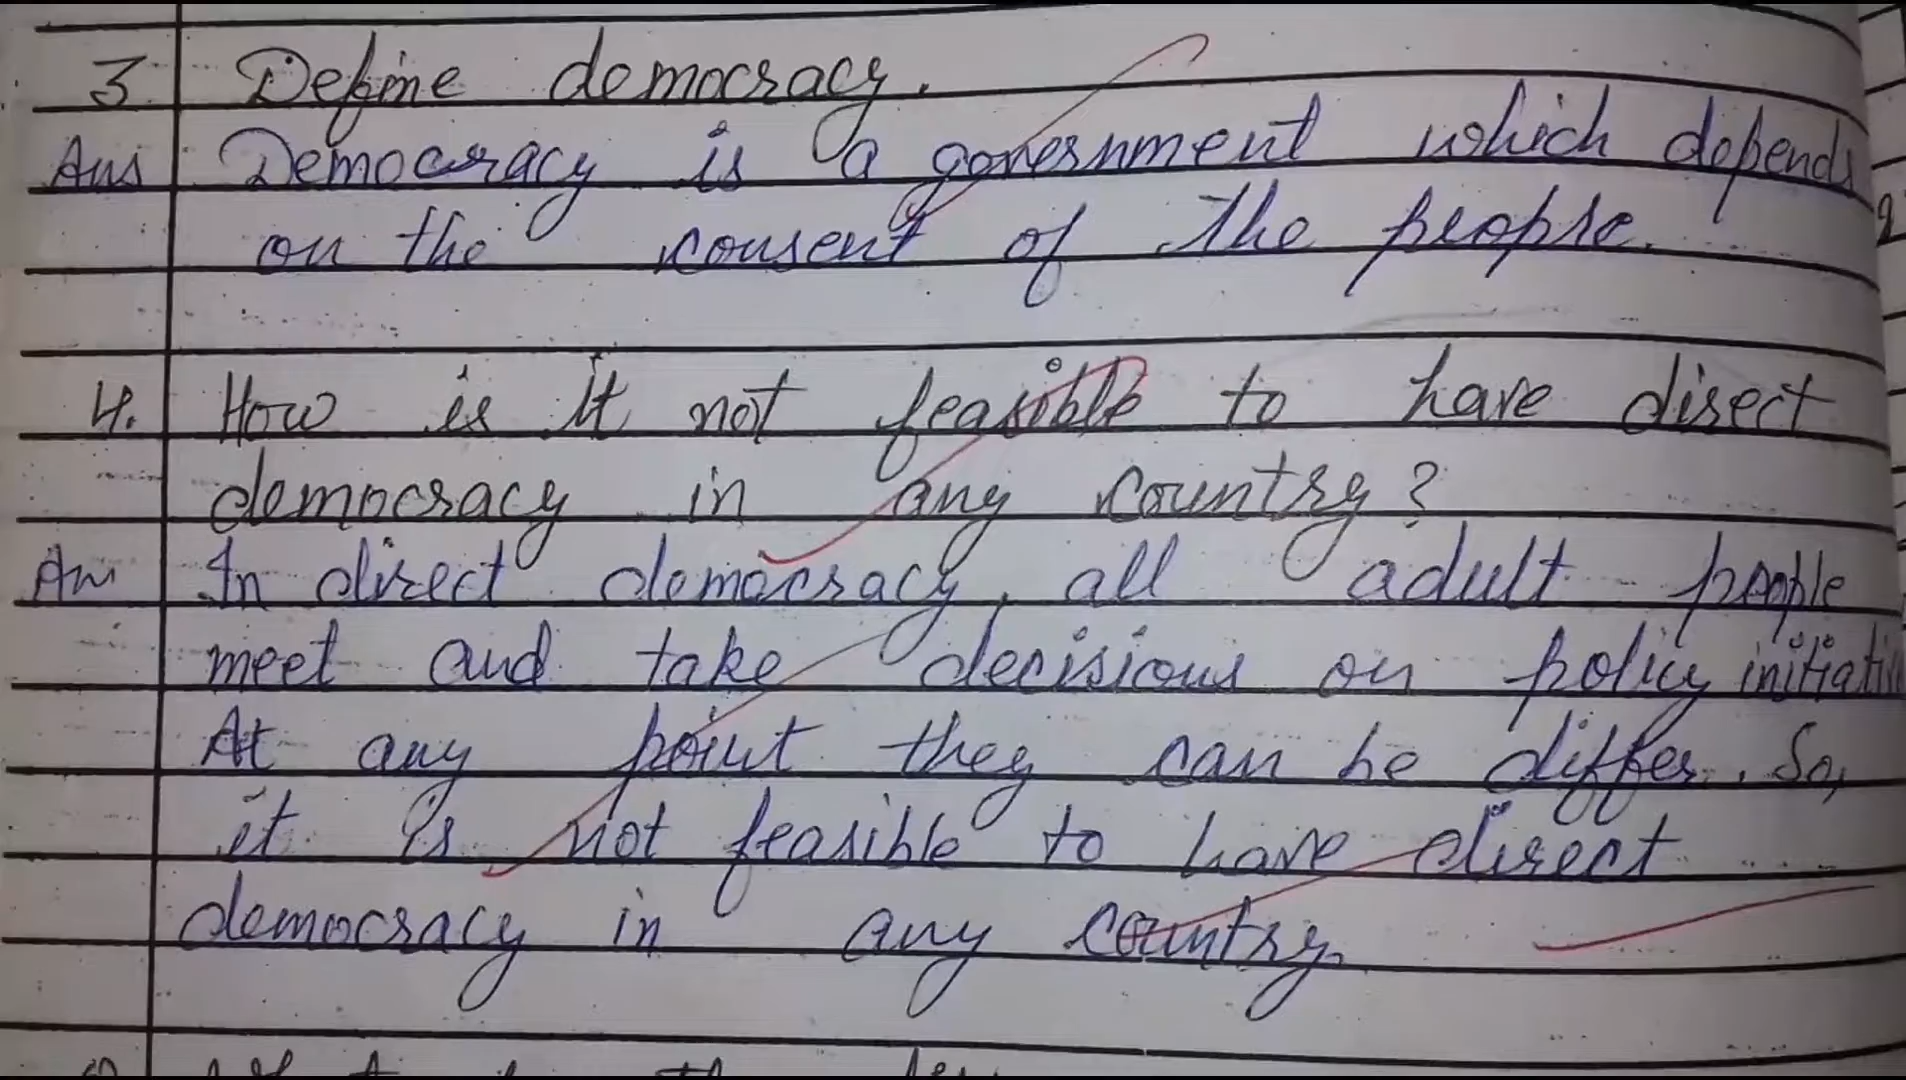 3. Define democracy.
Ans Democracy is a government which depends
on the consent of the people.
4. How is it not feasible to have direct
democracy in any country?
Ans In direct democracy, all adult people
meet and take decisions on policy
At any point they can be differ. So,
it is not feasible to have direct
democracy in any country.